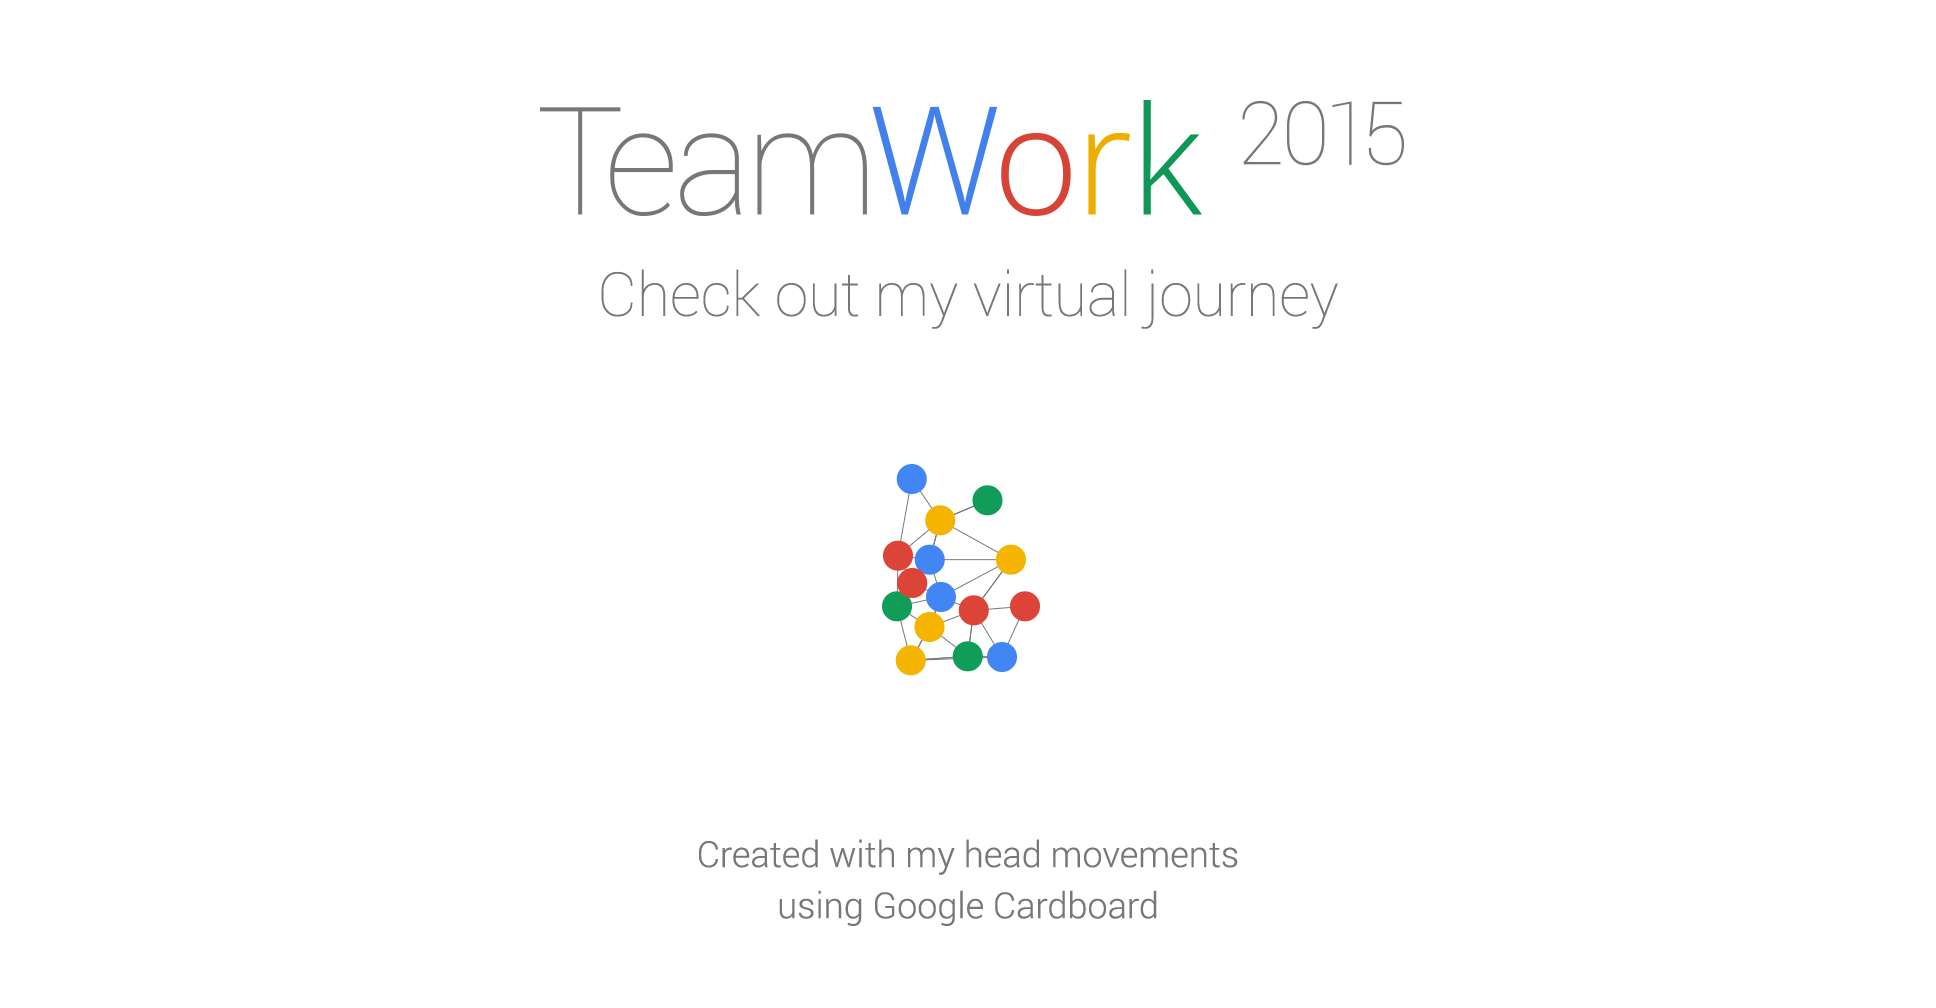 TeamWork 2015
Check out my virtual journey
Created with my head movements
using Google Cardboard